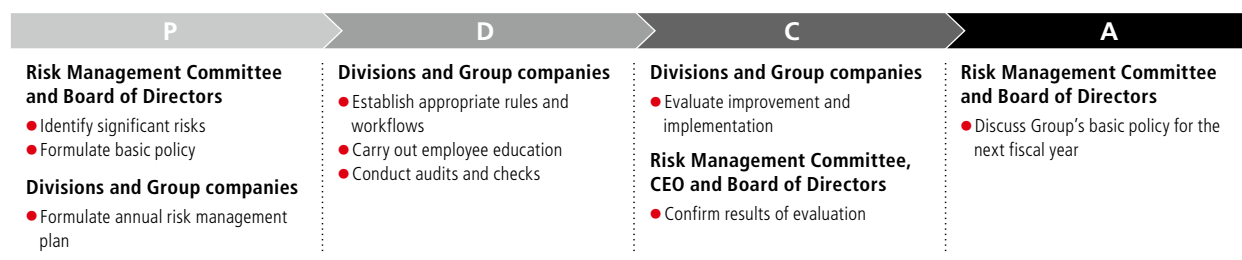 P
Risk Management Committee
and Board of Directors
● Identify significant risks
● Formulate basic policy
Divisions and Group companies
● Formulate annual risk management
plan
D
Divisions and Group companies
● Establish appropriate rules and
workflows
● Carry out employee education
● Conduct audits and checks
C
Divisions and Group companies
● Evaluate improvement and
implementation
Risk Management Committee,
CEO and Board of Directors
● Confirm results of evaluation
A
Risk Management Committee
and Board of Directors
● Discuss Group’s basic policy for the
next fiscal year